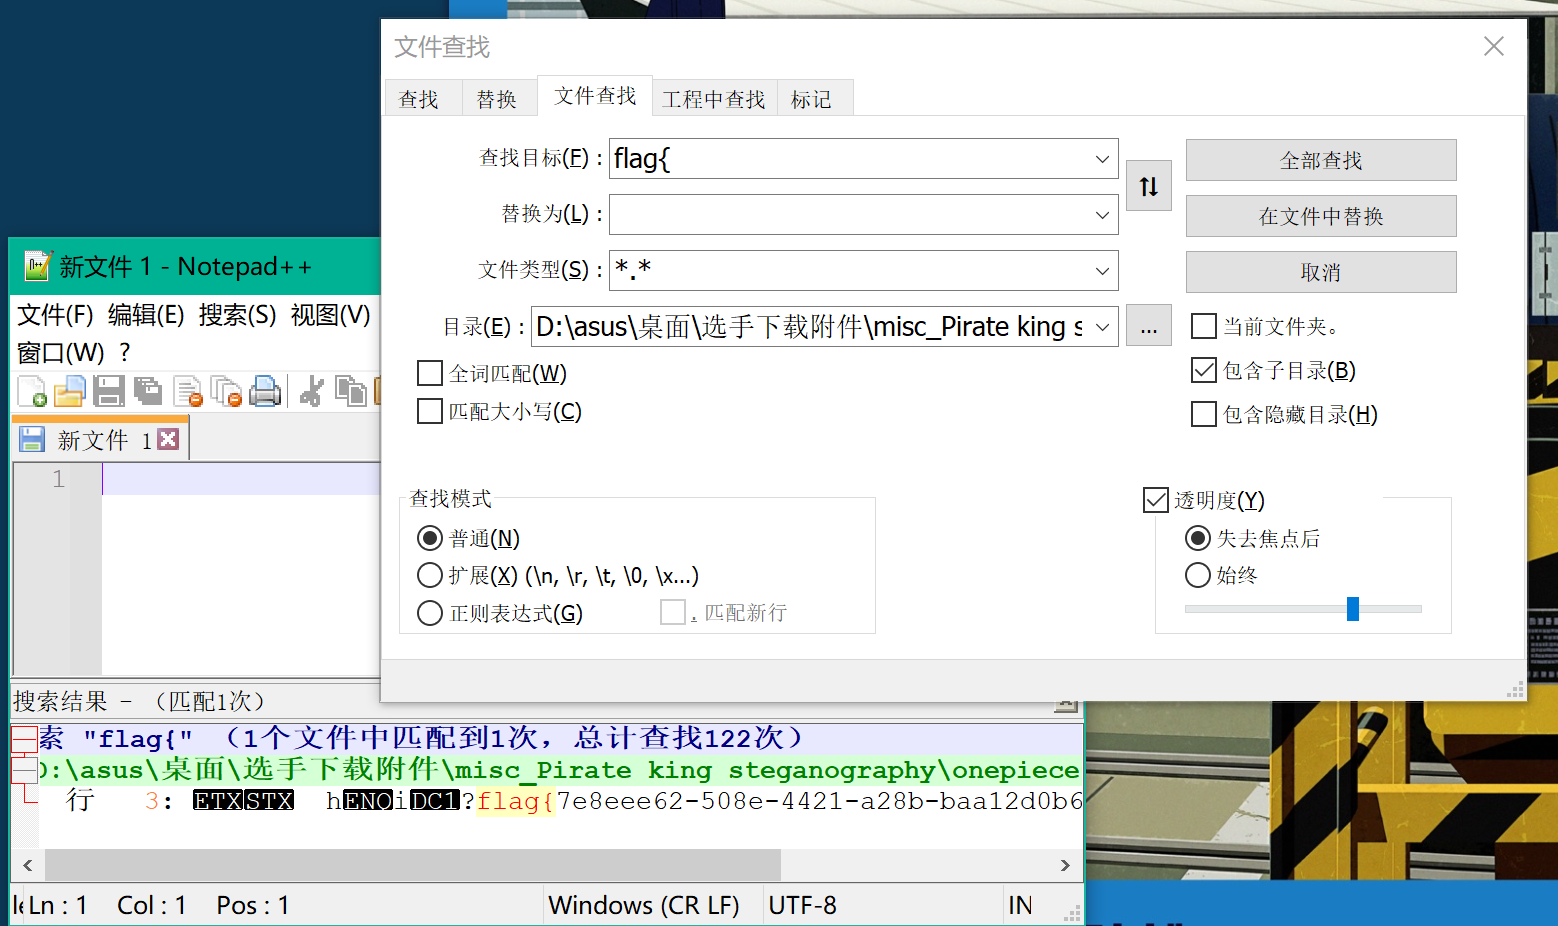 文件查找
查找 替换 文件查找 工程中查找 标记
查找目标(F) : flag{
全部查找
替换为(L) :
在文件中替换
文件类型(S) : *.*
取消
目录(E) : D:\asus\桌面\选手下载附件\misc_Pirate king s
...
当前文件夹。
全词匹配(W)
包含子目录(B)
匹配大小写(C)
包含隐藏目录(H)
查找模式
透明度(Y)
普通(N)
失去焦点后
扩展(X) (\n, \r, \t, \0, \x...)
始终
正则表达式(G)
. 匹配新行
新文件 1 - Notepad++
文件(F) 编辑(E) 搜索(S) 视图(V)
窗口(W) ?
新文件 1
1
搜索结果 - （匹配1次）
索 "flag{" （1个文件中匹配到1次，总计查找122次）
D:\asus\桌面\选手下载附件\misc_Pirate king steganography\onepiece
行 3: ETXSTX hENQiDC1?flag{7e8eee62-508e-4421-a28b-baa12d0b6
Ln : 1 Col : 1 Pos : 1 Windows (CR LF) UTF-8 IN